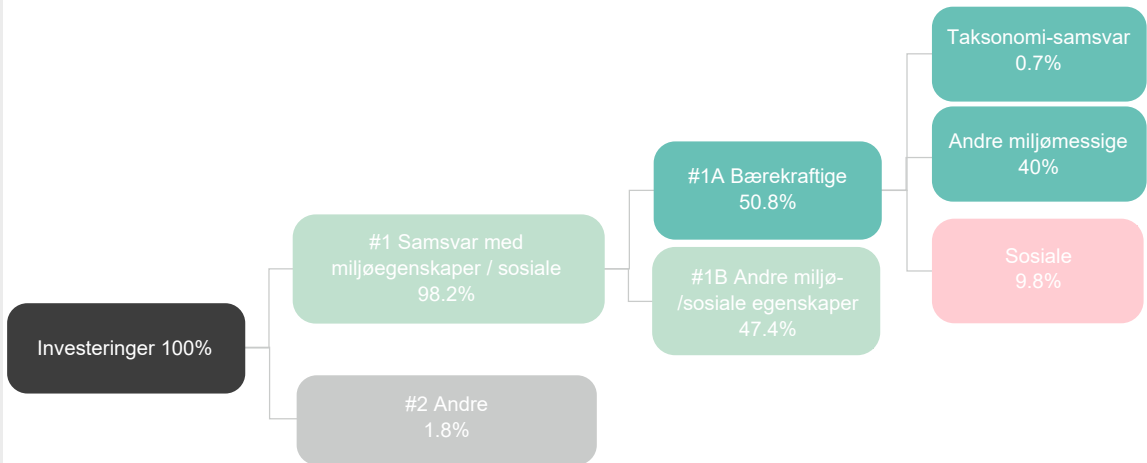 Taksonomi-samsvar
0.7%
Andre miljømessige
40%
#1A Bærekraftige
50.8%
#1 Samsvar med
miljøegenskaper / sosiale
98.2%
Sosiale
9.8%
#1B Andre miljø-
/sosiale egenskaper
47.4%
Investeringer 100%
#2 Andre
1.8%